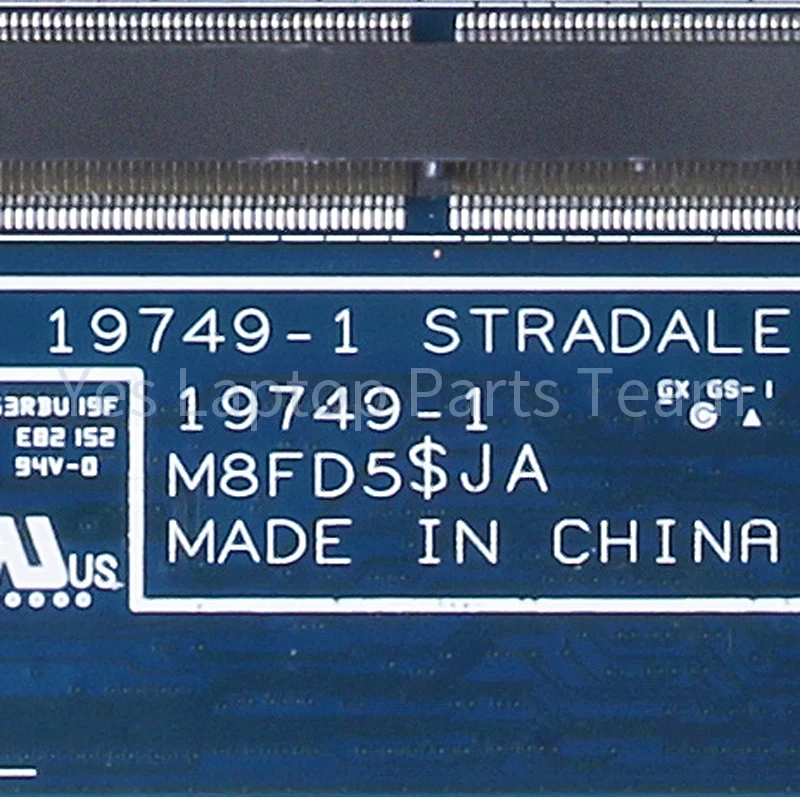 19749-1 STRADALE
Yes Laptop Parts Team
19749-1
GX GS-1
M8FD5$JA
MADE IN CHINA
E82 152
94V-0
US